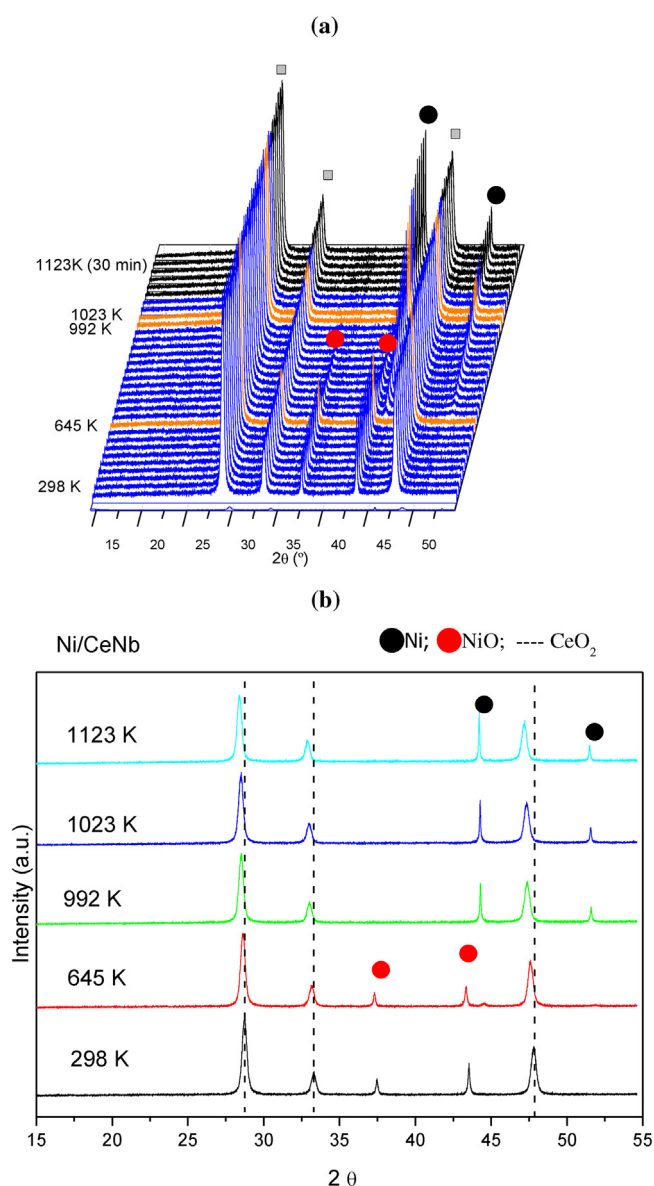 (a)
1123K (30 min)
1023 K
992 K
645 K
298 K
15 20 25 30 35 40 45 50
2θ (º)
(b)
Ni/CeNb
Ni; NiO; ---- CeO₂
1123 K
1023 K
992 K
645 K
298 K
Intensity (a.u.)
15 20 25 30 35 40 45 50 55
2 θ